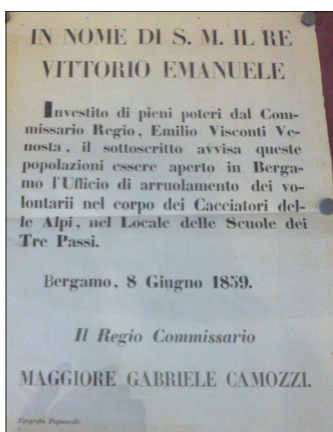 IN NOME DI S. M. IL RE
VITTORIO EMANUELE
Investito di pieni poteri dal Com-
missario Regio, Emilio Visconti Ve-
nosta, il sottoscritto avvisa queste
popolazioni essere aperto in Berga-
mo l'Ufficio di arruolamento dei vo-
lontarii nel corpo dei Cacciatori del-
le Alpi, nel Locale delle Scuole dei
Tre Passi.
Bergamo, 8 Giugno 1859.
Il Regio Commissario
MAGGIORE GABRIELE CAMOZZI.
Tipografia Pagnoncelli.